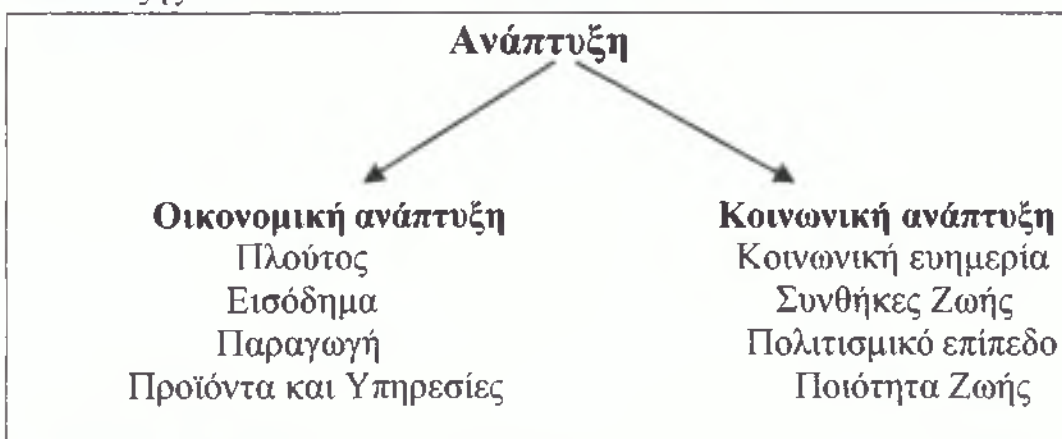 Ανάπτυξη
Οικονομική ανάπτυξη
Πλούτος
Εισόδημα
Παραγωγή
Προϊόντα και Υπηρεσίες
Κοινωνική ανάπτυξη
Κοινωνική ευημερία
Συνθήκες Ζωής
Πολιτισμικό επίπεδο
Ποιότητα Ζωής